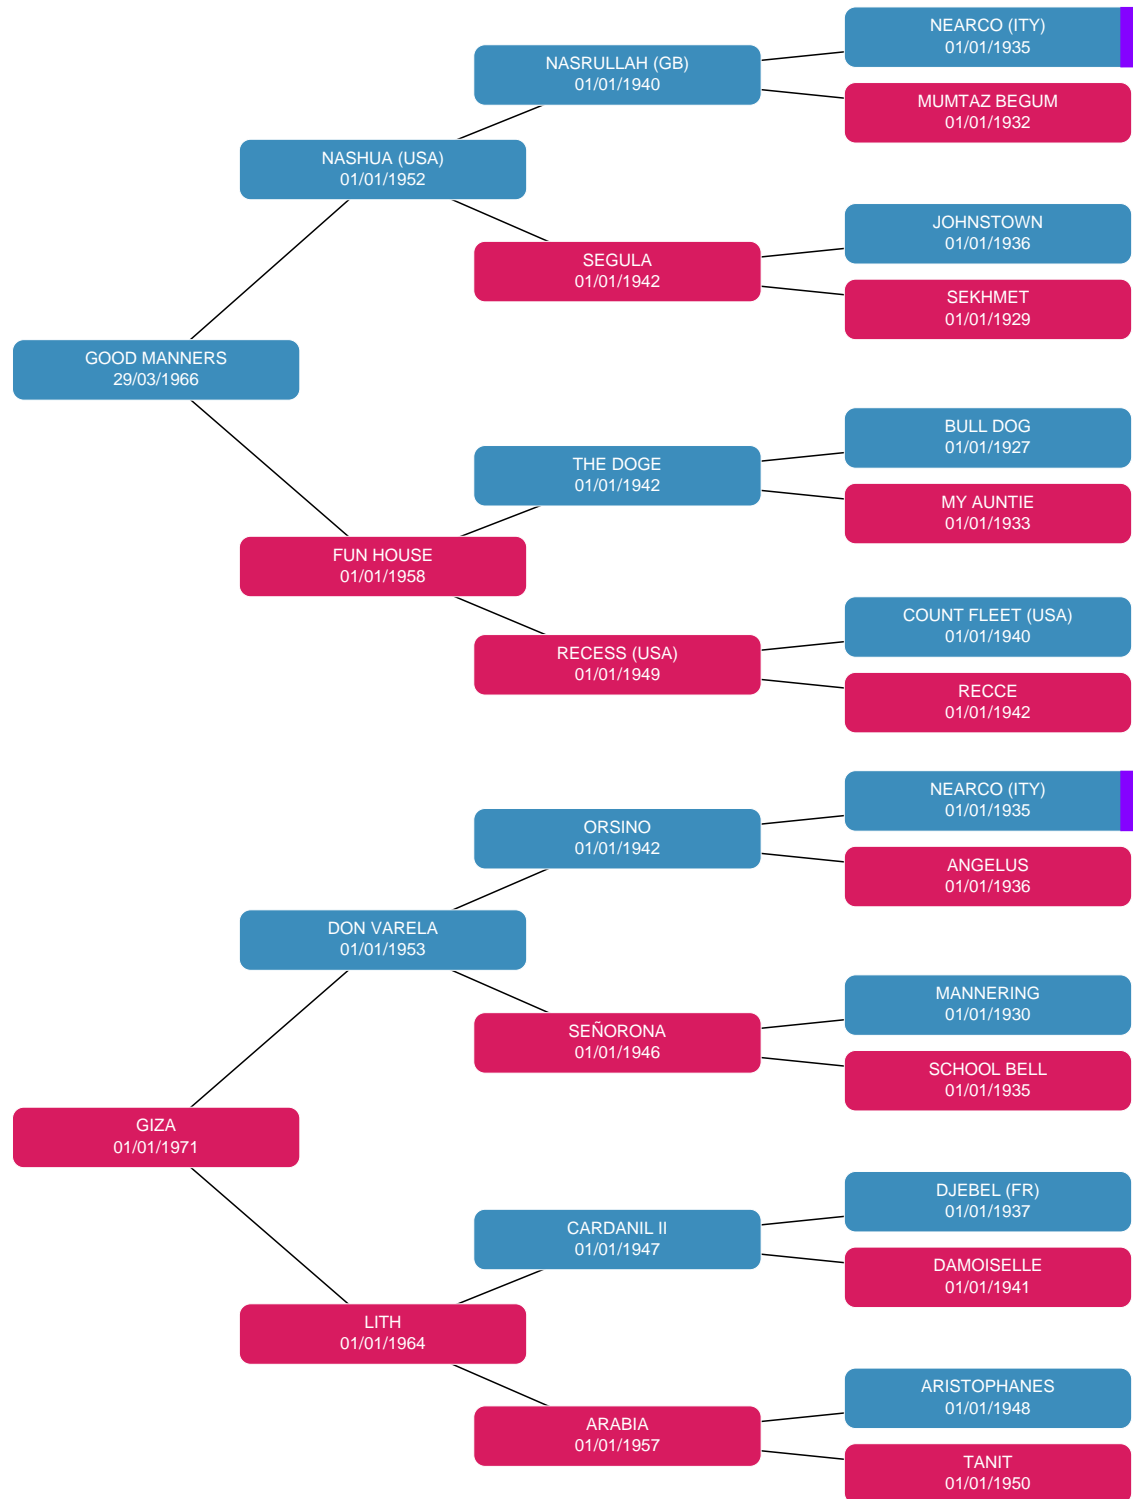 NEARCO (ITY)
01/01/1935
NASRULLAH (GB)
01/01/1940
MUMTAZ BEGUM
01/01/1932
NASHUA (USA)
01/01/1952
JOHNSTOWN
01/01/1936
SEGULA
01/01/1942
SEKHMET
01/01/1929
GOOD MANNERS
29/03/1966
BULL DOG
01/01/1927
THE DOGE
01/01/1942
MY AUNTIE
01/01/1933
FUN HOUSE
01/01/1958
COUNT FLEET (USA)
01/01/1940
RECESS (USA)
01/01/1949
RECCE
01/01/1942
NEARCO (ITY)
01/01/1935
ORSINO
01/01/1942
ANGELUS
01/01/1936
DON VARELA
01/01/1953
MANNERING
01/01/1930
SEÑORONA
01/01/1946
SCHOOL BELL
01/01/1935
GIZA
01/01/1971
DJEBEL (FR)
01/01/1937
CARDANIL II
01/01/1947
DAMOISELLE
01/01/1941
LITH
01/01/1964
ARISTOPHANES
01/01/1948
ARABIA
01/01/1957
TANIT
01/01/1950